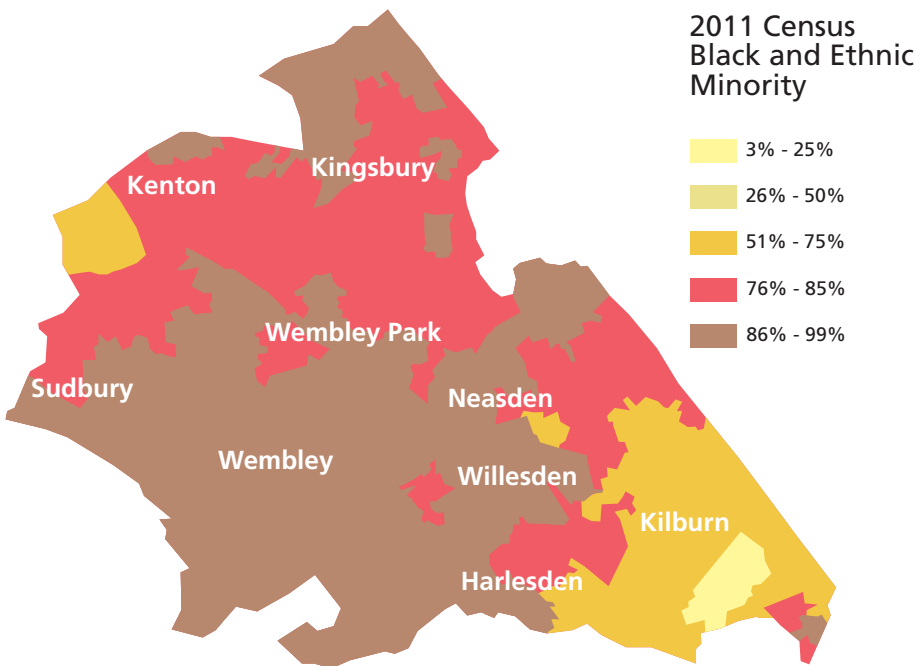 2011 Census
Black and Ethnic
Minority
3% - 25%
26% - 50%
51% - 75%
76% - 85%
86% - 99%
Kingsbury
Kenton
Wembley Park
Sudbury
Neasden
Wembley
Willesden
Kilburn
Harlesden